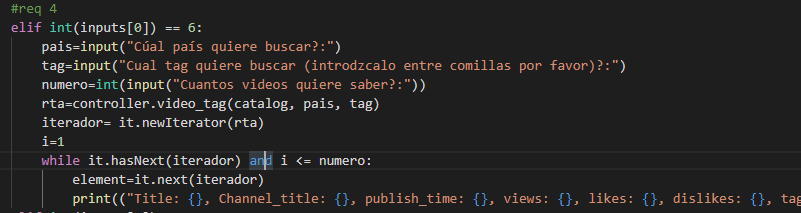 #req 4
elif int(inputs[0]) == 6:
    pais=input("Cúal país quiere buscar?:")
    tag=input("Cual tag quiere buscar (introdzcalo entre comillas por favor)?:")
    numero=int(input("Cuantos videos quiere saber?:"))
    rta=controller.video_tag(catalog, pais, tag)
    iterador= it.newIterator(rta)
    i=1
    while it.hasNext(iterador) and i <= numero:
        element=it.next(iterador)
        print(("Title: {}, Channel_title: {}, publish_time: {}, views: {}, likes: {}, dislikes: {}, tag